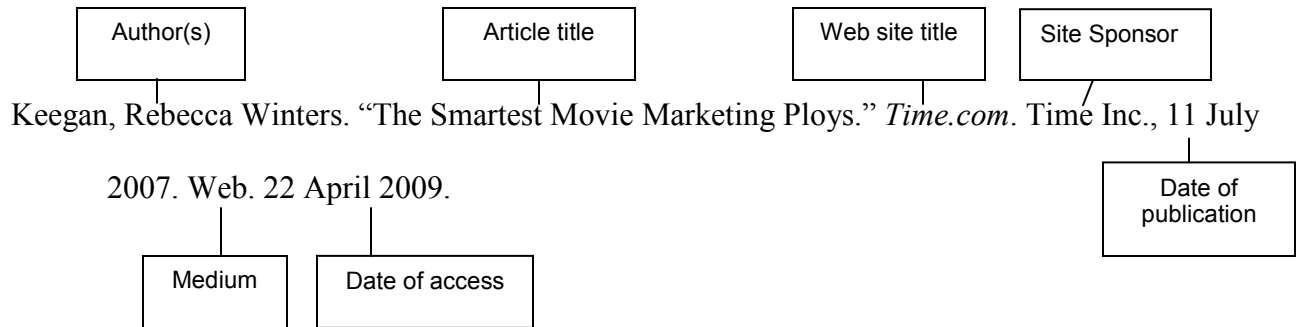 Author(s)
Article title
Web site title
Site Sponsor
Keegan, Rebecca Winters. “The Smartest Movie Marketing Ploys.” Time.com. Time Inc., 11 July
2007. Web. 22 April 2009.
Date of
publication
Medium
Date of access